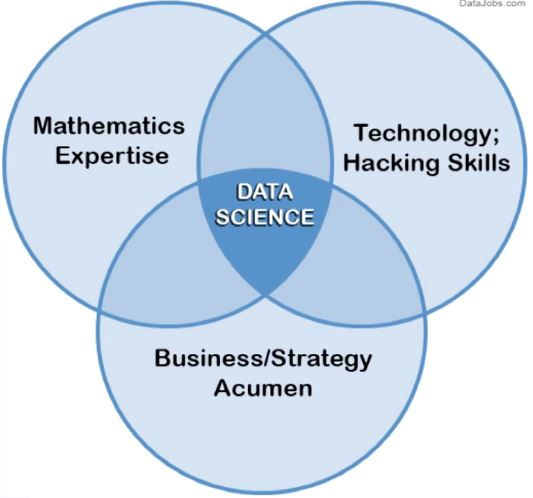 DataJobs.com
Mathematics
Expertise
Technology;
Hacking Skills
DATA
SCIENCE
Business/Strategy
Acumen